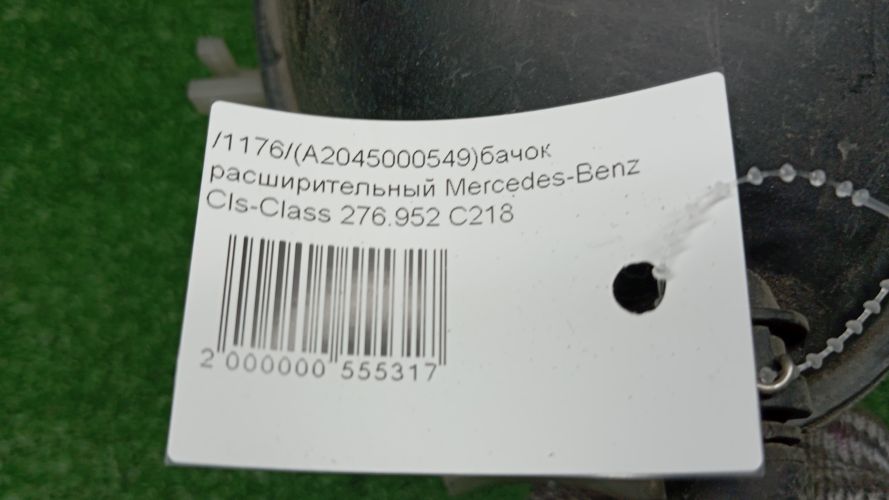 /1176/(A2045000549)бачок
расширительный Mercedes-Benz
Cls-Class 276.952 C218
2 000000 555317